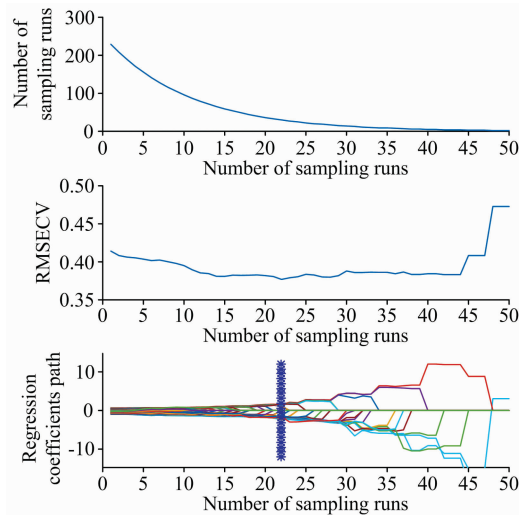 Number of
sampling runs
300
200
100
0
0 5 10 15 20 25 30 35 40 45 50
Number of sampling runs
RMSECV
0.50
0.45
0.40
0.35
0 5 10 15 20 25 30 35 40 45 50
Number of sampling runs
Regression
coefficients path
10
0
-10
0 5 10 15 20 25 30 35 40 45 50
Number of sampling runs